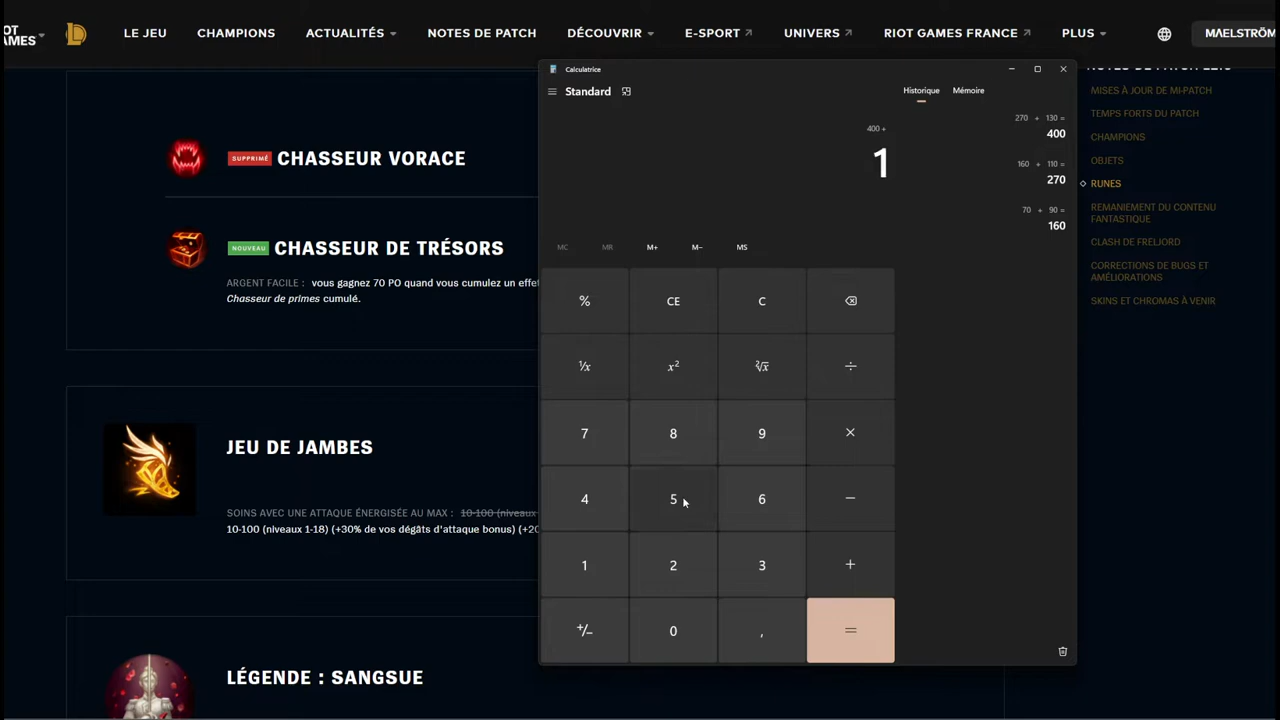 LE JEU
CHAMPIONS
ACTUALITÉS
NOTES DE PATCH
DÉCOUVRIR
E-SPORT
UNIVERS
RIOT GAMES FRANCE
PLUS
MAELSTRÖM
SUPPRIMÉ CHASSEUR VORACE
NOUVEAU CHASSEUR DE TRÉSORS
ARGENT FACILE : vous gagnez 70 PO quand vous cumulez un effet
Chasseur de primes cumulé.
JEU DE JAMBES
SOINS AVEC UNE ATTAQUE ÉNERGISÉE AU MAX : 10-100 (niveaux
10-100 (niveaux 1-18) (+30% de vos dégâts d'attaque bonus) (+20
LÉGENDE : SANGSUE
Calculatrice
Standard
Historique
Mémoire
400 +
1
270 + 130 =
400
160 + 110 =
270
70 + 90 =
160
MC MR M+ M− MS
% CE C
¹/x x² ²√x ÷
7 8 9 ×
4 5 6 −
1 2 3 +
+/− 0 , =
MISES À JOUR DE MI-PATCH
TEMPS FORTS DU PATCH
CHAMPIONS
OBJETS
RUNES
REMANIEMENT DU CONTENU
FANTASTIQUE
CLASH DE FRELJORD
CORRECTIONS DE BUGS ET
AMÉLIORATIONS
SKINS ET CHROMAS À VENIR